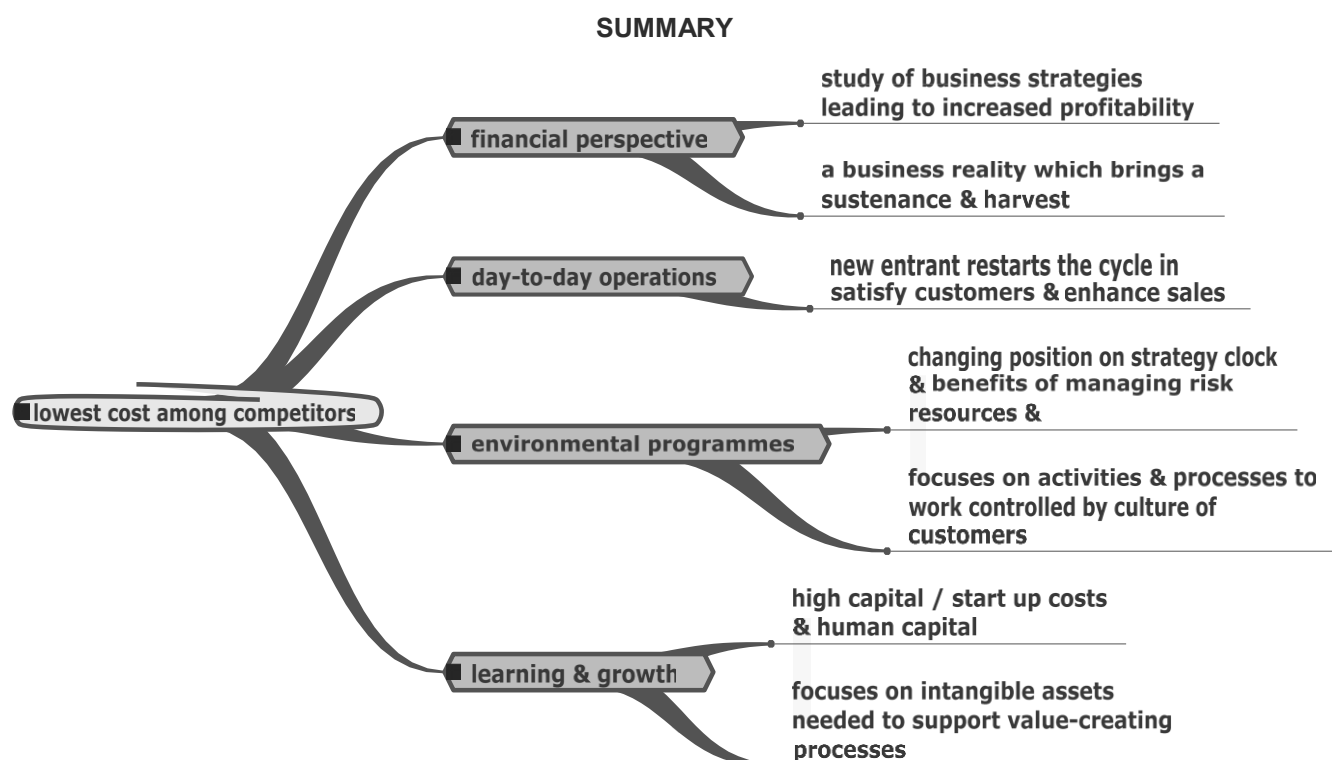 SUMMARY
study of business strategies
leading to increased profitability
financial perspective
a business reality which brings a
sustenance & harvest
day-to-day operations
new entrant restarts the cycle in
satisfy customers & enhance sales
lowest cost among competitors
changing position on strategy clock
& benefits of managing risk
resources &
environmental programmes
focuses on activities & processes to
work controlled by culture of
customers
high capital / start up costs
& human capital
learning & growth
focuses on intangible assets
needed to support value-creating
processes